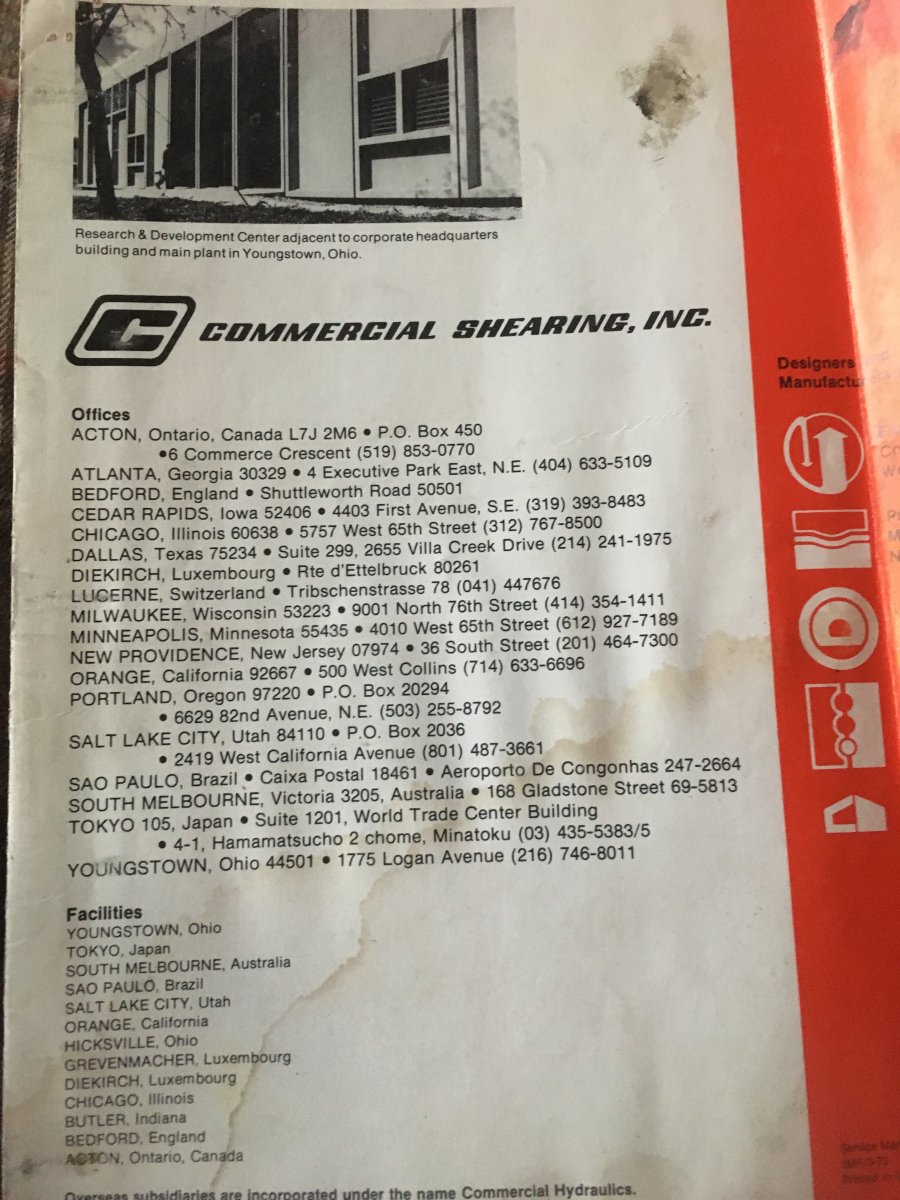 Research & Development Center adjacent to corporate headquarters
building and main plant in Youngstown, Ohio.
C COMMERCIAL SHEARING, INC.
Offices
ACTON, Ontario, Canada L7J 2M6 • P.O. Box 450
•6 Commerce Crescent (519) 853-0770
ATLANTA, Georgia 30329 • 4 Executive Park East, N.E. (404) 633-5109
BEDFORD, England • Shuttleworth Road 50501
CEDAR RAPIDS, Iowa 52406 • 4403 First Avenue, S.E. (319) 393-8483
CHICAGO, Illinois 60638 • 5757 West 65th Street (312) 767-8500
DALLAS, Texas 75234 • Suite 299, 2655 Villa Creek Drive (214) 241-1975
DIEKIRCH, Luxembourg • Rte d'Ettelbruck 80261
LUCERNE, Switzerland • Tribschenstrasse 78 (041) 447676
MILWAUKEE, Wisconsin 53223 • 9001 North 76th Street (414) 354-1411
MINNEAPOLIS, Minnesota 55435 • 4010 West 65th Street (612) 927-7189
NEW PROVIDENCE, New Jersey 07974 • 36 South Street (201) 464-7300
ORANGE, California 92667 • 500 West Collins (714) 633-6696
PORTLAND, Oregon 97220 • P.O. Box 20294
• 6629 82nd Avenue, N.E. (503) 255-8792
SALT LAKE CITY, Utah 84110 • P.O. Box 2036
• 2419 West California Avenue (801) 487-3661
SAO PAULO, Brazil • Caixa Postal 18461 • Aeroporto De Congonhas 247-2664
SOUTH MELBOURNE, Victoria 3205, Australia • 168 Gladstone Street 69-5813
TOKYO 105, Japan • Suite 1201, World Trade Center Building
• 4-1, Hamamatsucho 2 chome, Minatoku (03) 435-5383/5
YOUNGSTOWN, Ohio 44501 • 1775 Logan Avenue (216) 746-8011
Facilities
YOUNGSTOWN, Ohio
TOKYO, Japan
SOUTH MELBOURNE, Australia
SAO PAULO, Brazil
SALT LAKE CITY, Utah
ORANGE, California
HICKSVILLE, Ohio
GREVENMACHER, Luxembourg
DIEKIRCH, Luxembourg
CHICAGO, Illinois
BUTLER, Indiana
BEDFORD, England
ACTON, Ontario, Canada
Overseas subsidiaries are incorporated under the name Commercial Hydraulics.
Designers
Service
Printed in